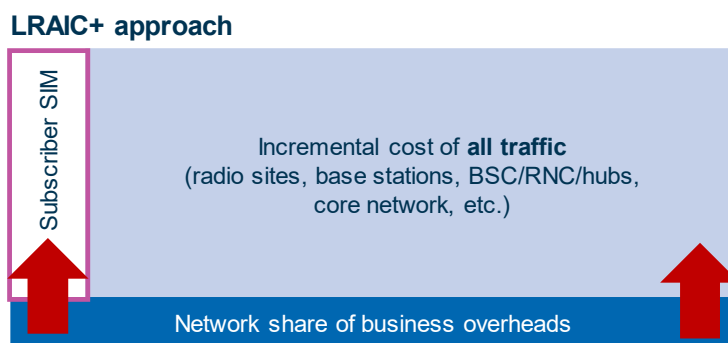 LRAIC+ approach
Subscriber SIM
Incremental cost of all traffic
(radio sites, base stations, BSC/RNC/hubs,
core network, etc.)
Network share of business overheads